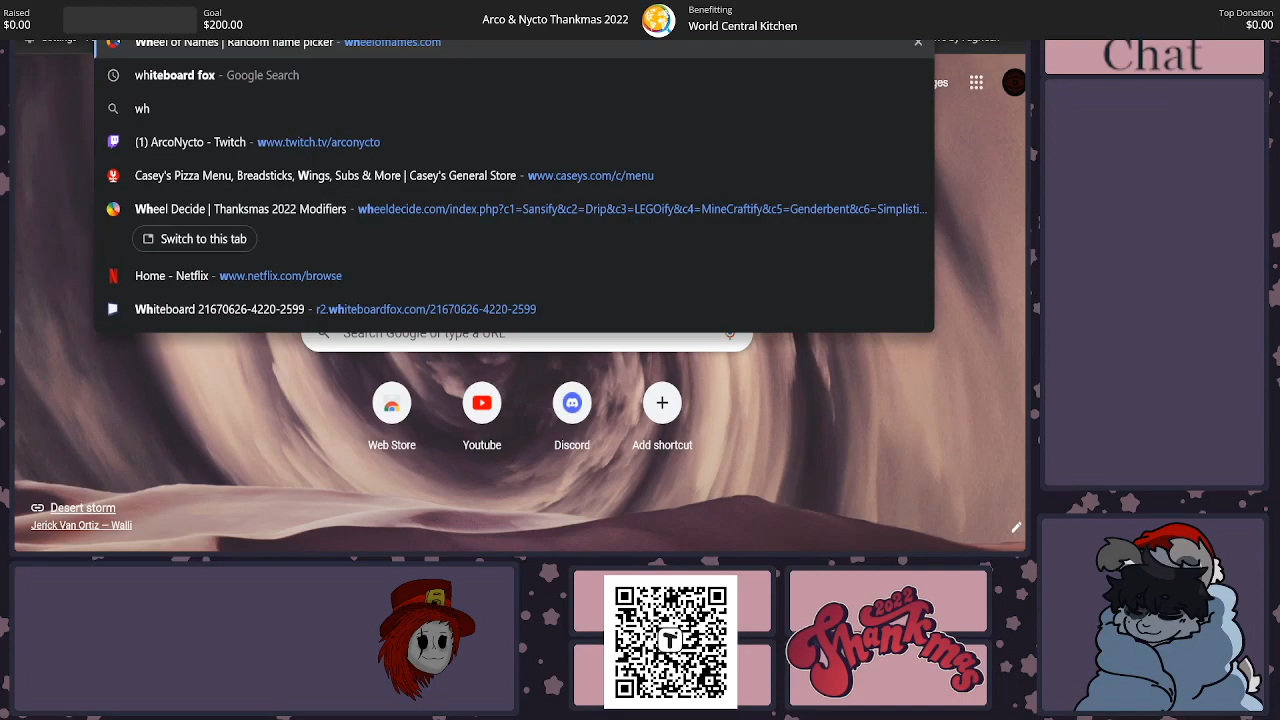 Raised
$0.00
Goal
$200.00
Arco & Nycto Thankmas 2022
Benefitting
World Central Kitchen
Top Donation
$0.00
Wheel of Names | Random name picker - wheelofnames.com
Chat
whiteboard fox - Google Search
wh
(1) ArcoNycto - Twitch - www.twitch.tv/arconycto
Casey's Pizza Menu, Breadsticks, Wings, Subs & More | Casey's General Store - www.caseys.com/c/menu
Wheel Decide | Thanksmas 2022 Modifiers - wheeldecide.com/index.php?c1=Sansify&c2=Drip&c3=LEGOify&c4=MineCraftify&c5=Genderbent&c6=Simplisti...
Switch to this tab
Home - Netflix - www.netflix.com/browse
Whiteboard 21670626-4220-2599 - r2.whiteboardfox.com/21670626-4220-2599
Search Google or type a URL
Web Store
Youtube
Discord
Add shortcut
Desert storm
Jerick Van Ortiz — Walli
T
2022
Thankmas